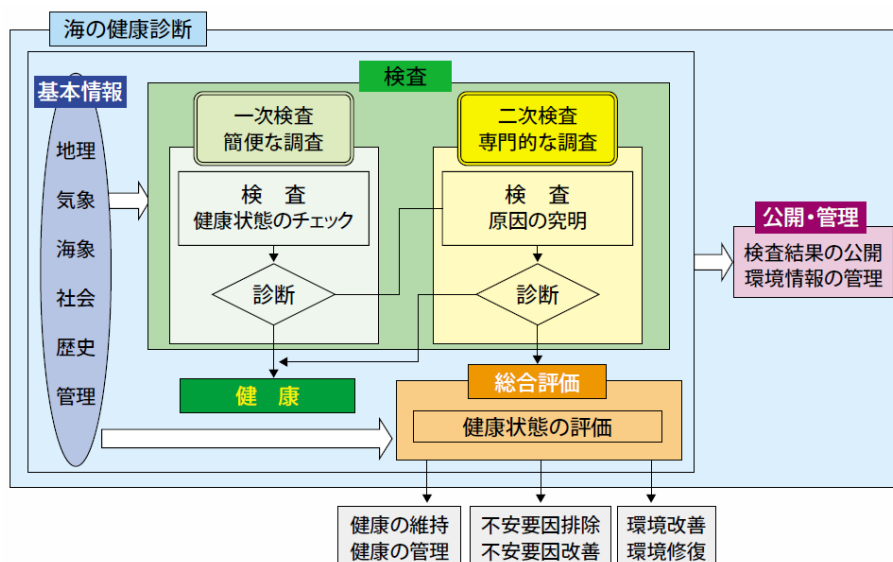 海の健康診断
基本情報
地理
気象
海象
社会
歴史
管理
検査
一次検査
簡便な調査
検　査
健康状態のチェック
診断
二次検査
専門的な調査
検　査
原因の究明
診断
健　康
総合評価
健康状態の評価
公開・管理
検査結果の公開
環境情報の管理
健康の維持
健康の管理
不安要因排除
不安要因改善
環境改善
環境修復